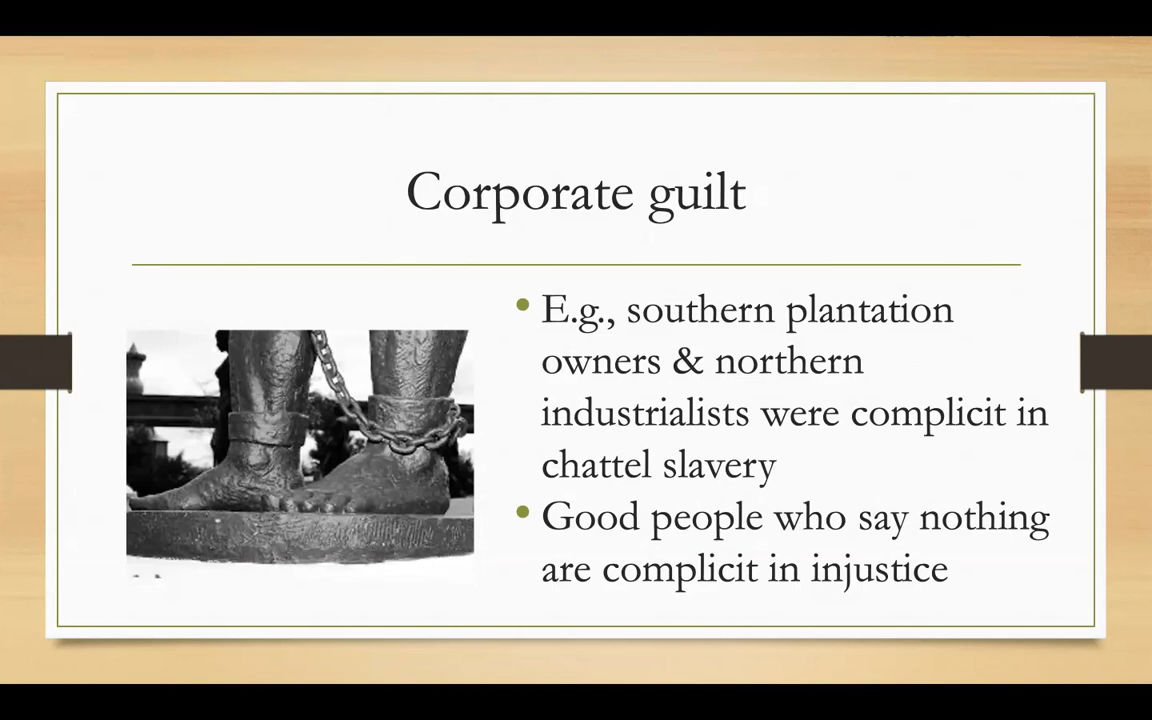 Corporate guilt
• E.g., southern plantation
owners & northern
industrialists were complicit in
chattel slavery
• Good people who say nothing
are complicit in injustice